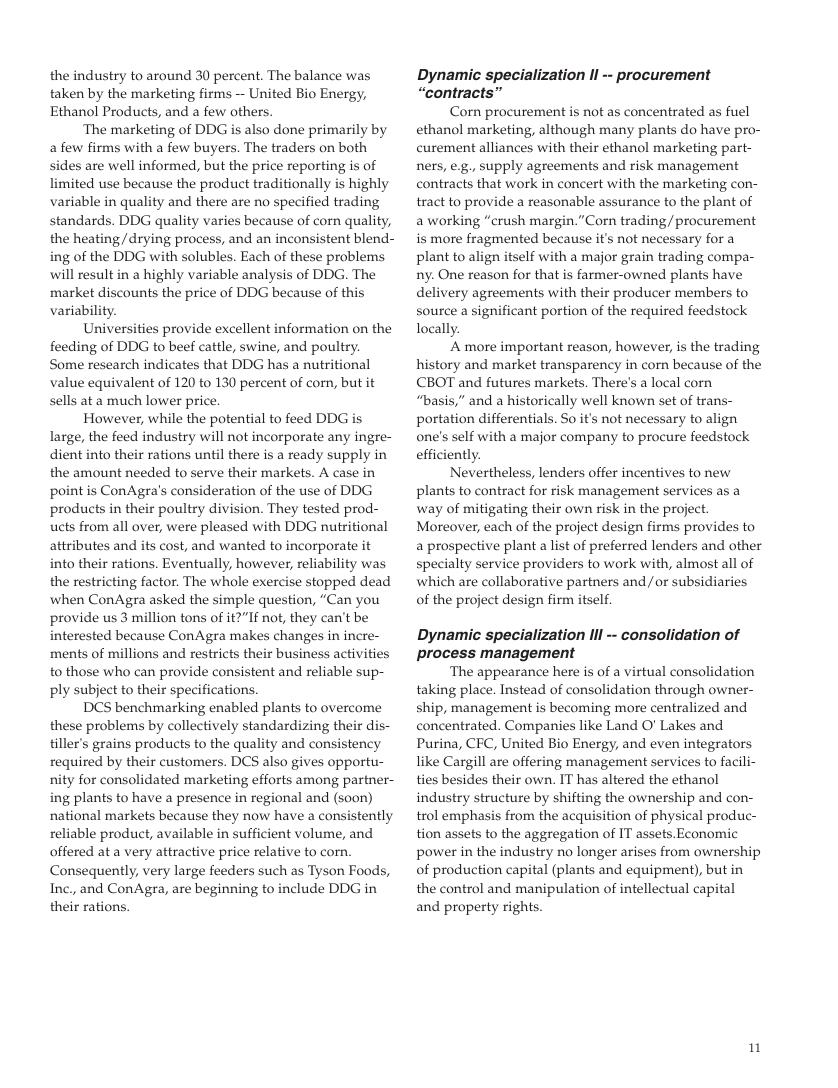 the industry to around 30 percent. The balance was
taken by the marketing firms -- United Bio Energy,
Ethanol Products, and a few others.
The marketing of DDG is also done primarily by
a few firms with a few buyers. The traders on both
sides are well informed, but the price reporting is of
limited use because the product traditionally is highly
variable in quality and there are no specified trading
standards. DDG quality varies because of corn quality,
the heating/drying process, and an inconsistent blend-
ing of the DDG with solubles. Each of these problems
will result in a highly variable analysis of DDG. The
market discounts the price of DDG because of this
variability.
Universities provide excellent information on the
feeding of DDG to beef cattle, swine, and poultry.
Some research indicates that DDG has a nutritional
value equivalent of 120 to 130 percent of corn, but it
sells at a much lower price.
However, while the potential to feed DDG is
large, the feed industry will not incorporate any ingre-
dient into their rations until there is a ready supply in
the amount needed to serve their markets. A case in
point is ConAgra's consideration of the use of DDG
products in their poultry division. They tested prod-
ucts from all over, were pleased with DDG nutritional
attributes and its cost, and wanted to incorporate it
into their rations. Eventually, however, reliability was
the restricting factor. The whole exercise stopped dead
when ConAgra asked the simple question, “Can you
provide us 3 million tons of it?”If not, they can't be
interested because ConAgra makes changes in incre-
ments of millions and restricts their business activities
to those who can provide consistent and reliable sup-
ply subject to their specifications.
DCS benchmarking enabled plants to overcome
these problems by collectively standardizing their dis-
tiller's grains products to the quality and consistency
required by their customers. DCS also gives opportu-
nity for consolidated marketing efforts among partner-
ing plants to have a presence in regional and (soon)
national markets because they now have a consistently
reliable product, available in sufficient volume, and
offered at a very attractive price relative to corn.
Consequently, very large feeders such as Tyson Foods,
Inc., and ConAgra, are beginning to include DDG in
their rations.
Dynamic specialization II -- procurement
“contracts”
Corn procurement is not as concentrated as fuel
ethanol marketing, although many plants do have pro-
curement alliances with their ethanol marketing part-
ners, e.g., supply agreements and risk management
contracts that work in concert with the marketing con-
tract to provide a reasonable assurance to the plant of
a working “crush margin.”Corn trading/procurement
is more fragmented because it's not necessary for a
plant to align itself with a major grain trading compa-
ny. One reason for that is farmer-owned plants have
delivery agreements with their producer members to
source a significant portion of the required feedstock
locally.
A more important reason, however, is the trading
history and market transparency in corn because of the
CBOT and futures markets. There's a local corn
“basis,” and a historically well known set of trans-
portation differentials. So it's not necessary to align
one's self with a major company to procure feedstock
efficiently.
Nevertheless, lenders offer incentives to new
plants to contract for risk management services as a
way of mitigating their own risk in the project.
Moreover, each of the project design firms provides to
a prospective plant a list of preferred lenders and other
specialty service providers to work with, almost all of
which are collaborative partners and/or subsidiaries
of the project design firm itself.
Dynamic specialization III -- consolidation of
process management
The appearance here is of a virtual consolidation
taking place. Instead of consolidation through owner-
ship, management is becoming more centralized and
concentrated. Companies like Land O' Lakes and
Purina, CFC, United Bio Energy, and even integrators
like Cargill are offering management services to facili-
ties besides their own. IT has altered the ethanol
industry structure by shifting the ownership and con-
trol emphasis from the acquisition of physical produc-
tion assets to the aggregation of IT assets.Economic
power in the industry no longer arises from ownership
of production capital (plants and equipment), but in
the control and manipulation of intellectual capital
and property rights.
11